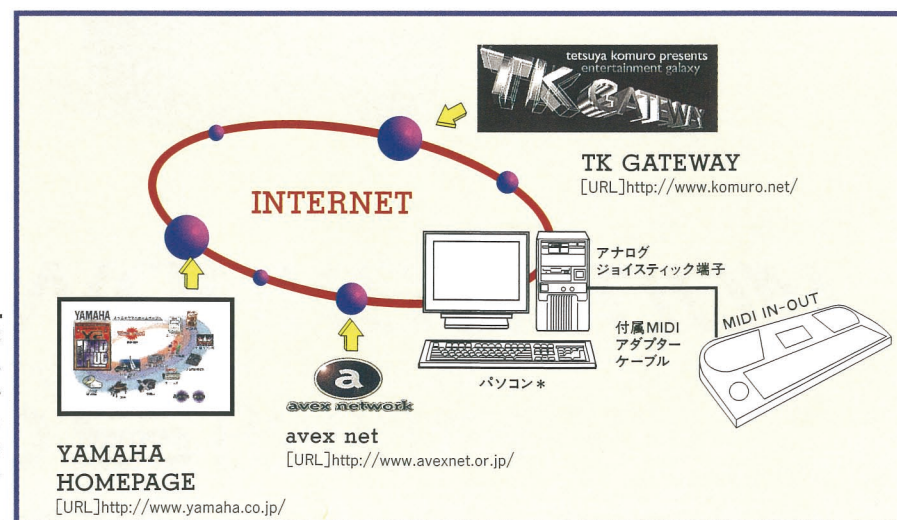 tetsuya komuro presents
entertainment galaxy
TK GATEWAY
TK GATEWAY
[URL]http://www.komuro.net/
INTERNET
アナログ
ジョイスティック端子
MIDI IN-OUT
付属MIDI
アダプター
ケーブル
パソコン*
YAMAHA
a
avex network
avex net
[URL]http://www.avexnet.or.jp/
YAMAHA
HOMEPAGE
[URL]http://www.yamaha.co.jp/